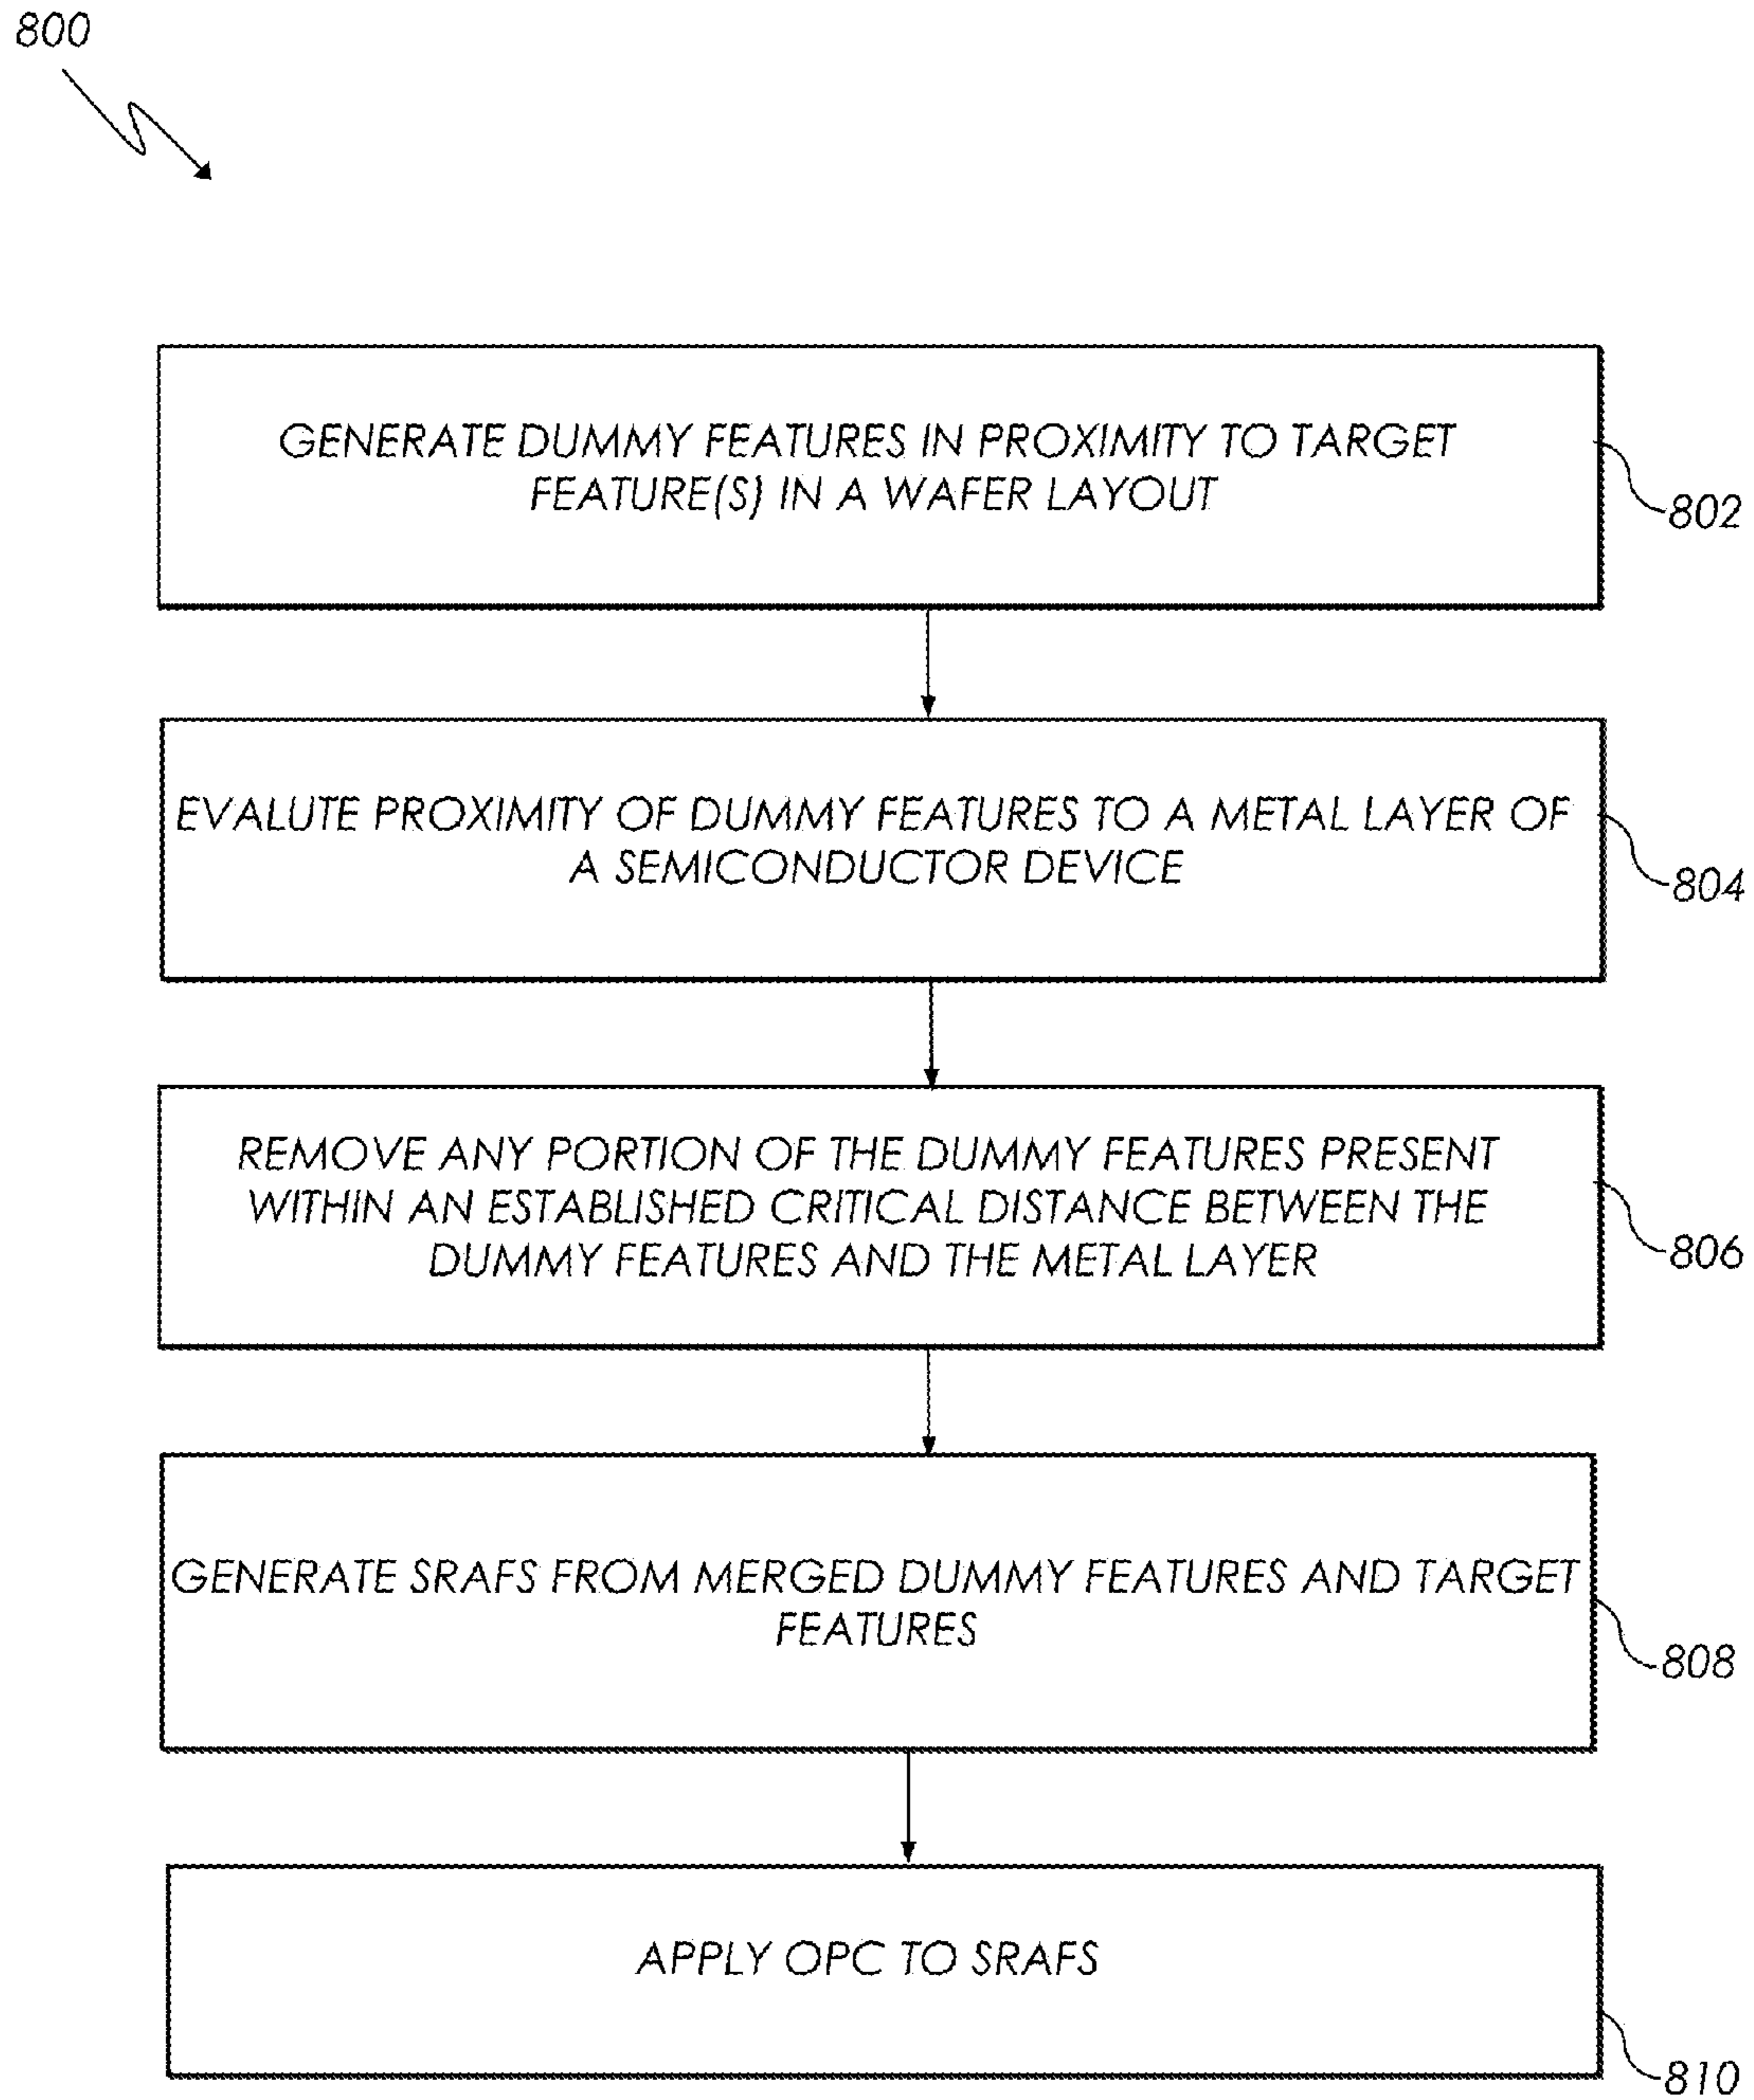 800
GENERATE DUMMY FEATURES IN PROXIMITY TO TARGET
FEATURE(S) IN A WAFER LAYOUT
802
EVALUTE PROXIMITY OF DUMMY FEATURES TO A METAL LAYER OF
A SEMICONDUCTOR DEVICE
804
REMOVE ANY PORTION OF THE DUMMY FEATURES PRESENT
WITHIN AN ESTABLISHED CRITICAL DISTANCE BETWEEN THE
DUMMY FEATURES AND THE METAL LAYER
806
GENERATE SRAFS FROM MERGED DUMMY FEATURES AND TARGET
FEATURES
808
APPLY OPC TO SRAFS
810